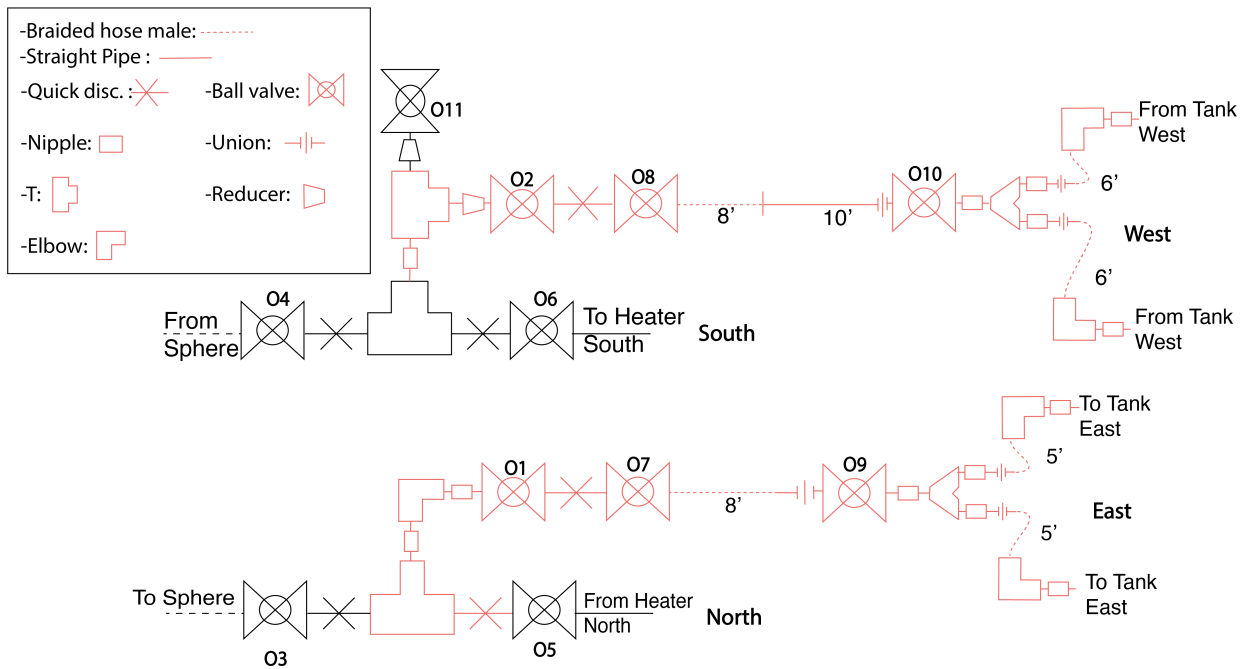 -Braided hose male:
-Straight Pipe :
-Quick disc. :
-Ball valve:
-Nipple:
-Union:
-T:
-Reducer:
-Elbow:
O11
O2
O8
8’
10’
O10
6’
6’
From Tank
West
West
From Tank
West
O4
From
Sphere
O6
To Heater
South
South
To Tank
East
5’
O1
O7
8’
O9
5’
East
To Tank
East
To Sphere
O3
O5
From Heater
North
North